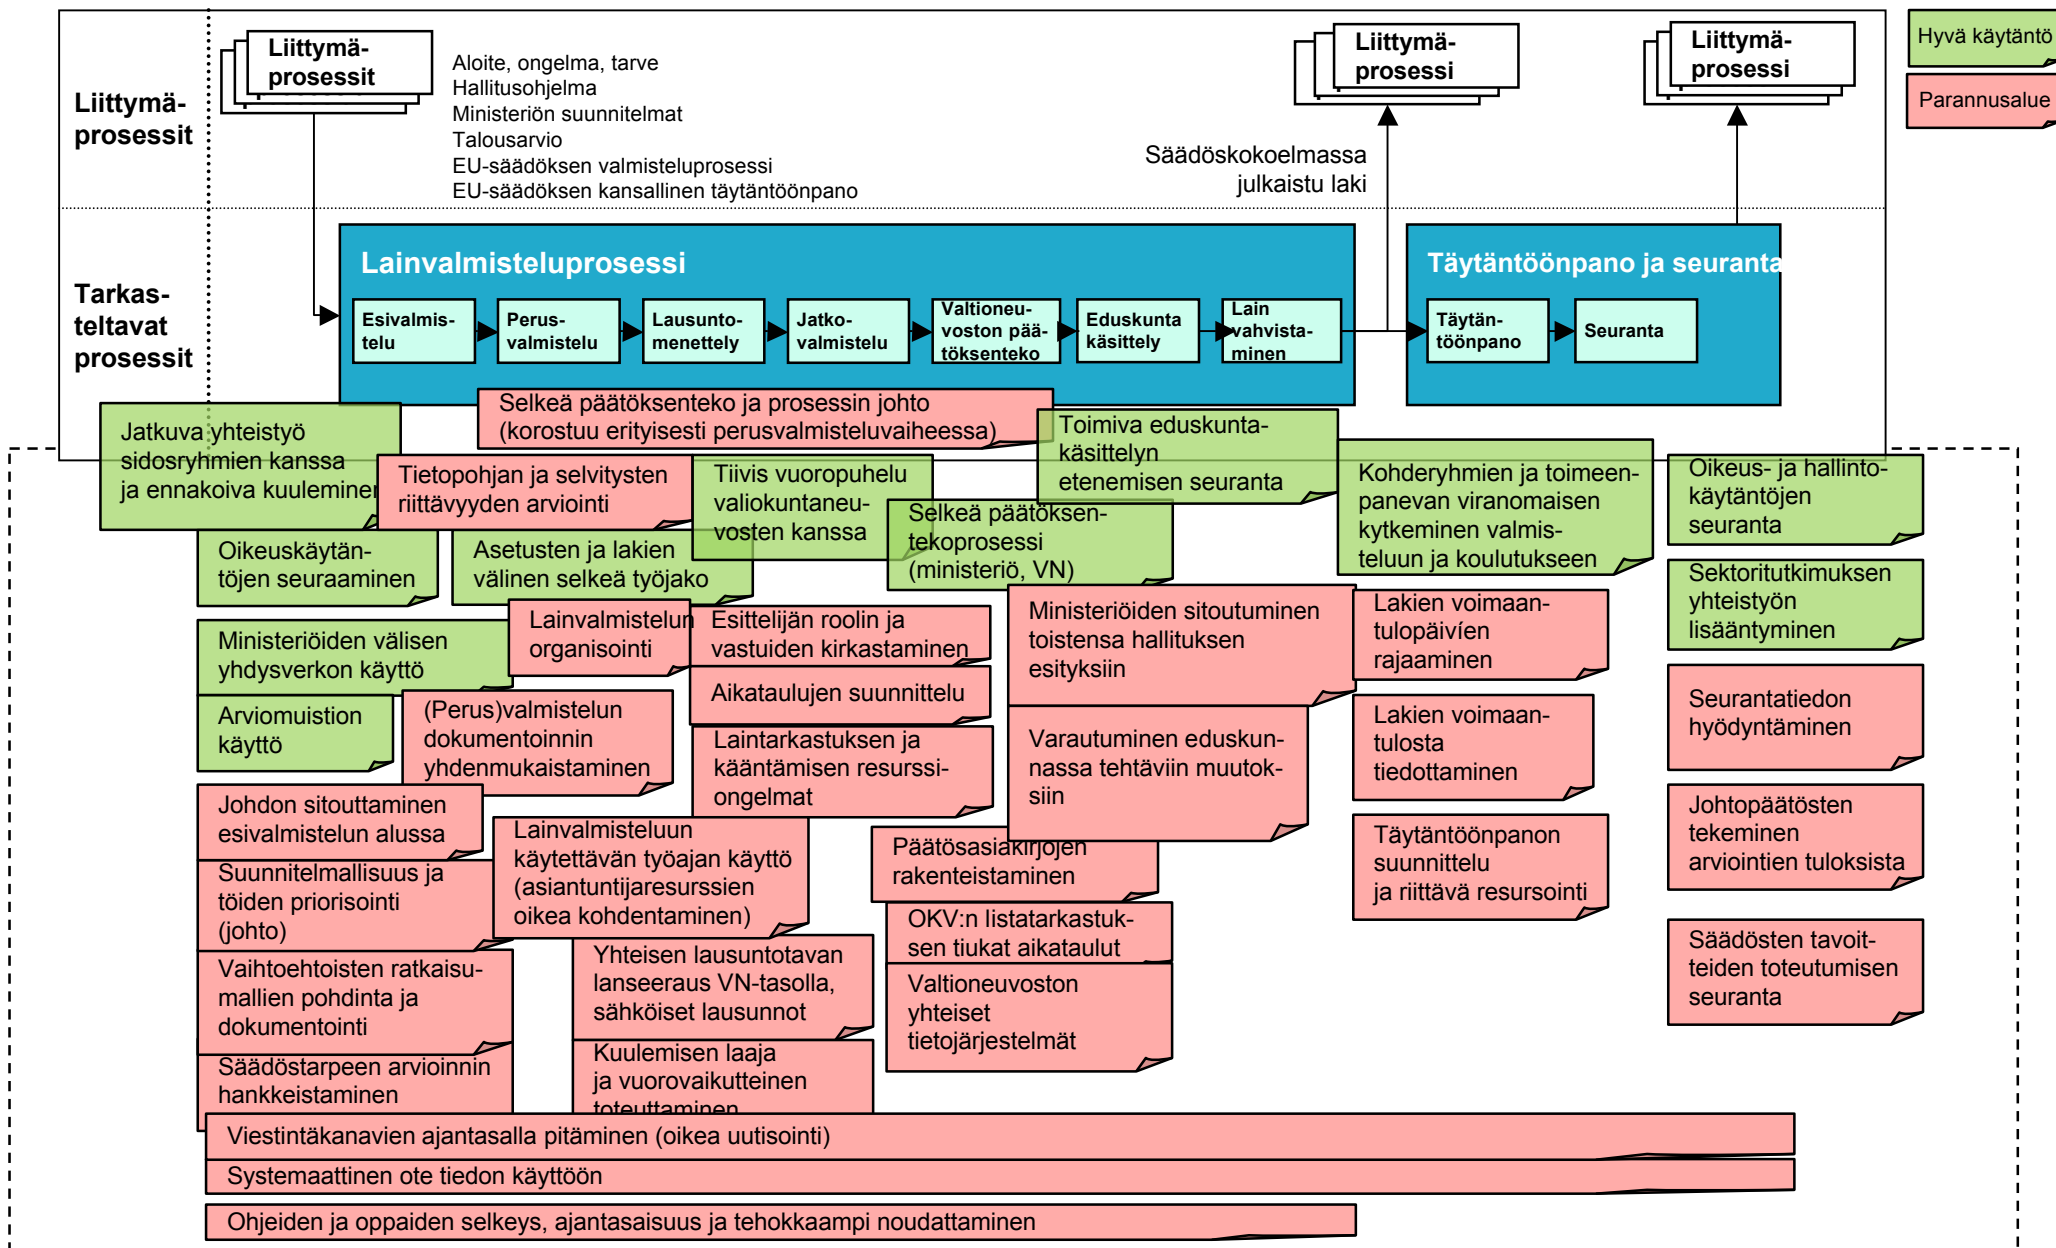 Liittymä-
prosessit
Liittymä-
prosessit
Aloite, ongelma, tarve
Hallitusohjelma
Ministeriön suunnitelmat
Talousarvio
EU-säädöksen valmisteluprosessi
EU-säädöksen kansallinen täytäntöönpano
Liittymä-
prosessi
Liittymä-
prosessi
Säädöskokoelmassa
julkaistu laki
Hyvä käytäntö
Parannusalue
Tarkas-
teltavat
prosessit
Lainvalmisteluprosessi
Esivalmis-
telu
Perus-
valmistelu
Lausunto-
menettely
Jatko-
valmistelu
Valtioneu-
voston pää-
töksenteko
Eduskunta
käsittely
Lain
vahvista-
minen
Täytäntöönpano ja seuranta
Täytän-
töönpano
Seuranta
Selkeä päätöksenteko ja prosessin johto
(korostuu erityisesti perusvalmisteluvaiheessa)
Jatkuva yhteistyö
sidosryhmien kanssa
ja ennakoiva kuuleminen
Tietopohjan ja selvitysten
riittävyyden arviointi
Tiivis vuoropuhelu
valiokuntaneu-
vosten kanssa
Toimiva eduskunta-
käsittelyn
etenemisen seuranta
Kohderyhmien ja toimeen-
panevan viranomaisen
kytkeminen valmis-
teluun ja koulutukseen
Oikeus- ja hallinto-
käytäntöjen
seuranta
Oikeuskäytän-
töjen seuraaminen
Asetusten ja lakien
välinen selkeä työjako
Selkeä päätöksen-
tekoprosessi
(ministeriö, VN)
Sektoritutkimuksen
yhteistyön
lisääntyminen
Ministeriöiden välisen
yhdysverkon käyttö
Lainvalmistelun
organisointi
Esittelijän roolin ja
vastuiden kirkastaminen
Ministeriöiden sitoutuminen
toistensa hallituksen
esityksiin
Lakien voimaan-
tulopäivíen
rajaaminen
Arviomuistion
käyttö
(Perus)valmistelun
dokumentoinnin
yhdenmukaistaminen
Aikataulujen suunnittelu
Laintarkastuksen ja
kääntämisen resurssi-
ongelmat
Varautuminen eduskun-
nassa tehtäviin muutok-
siin
Lakien voimaan-
tulosta
tiedottaminen
Seurantatiedon
hyödyntäminen
Johdon sitouttaminen
esivalmistelun alussa
Lainvalmisteluun
käytettävän työajan käyttö
(asiantuntijaresurssien
oikea kohdentaminen)
Päätösasiakirjojen
rakenteistaminen
Täytäntöönpanon
suunnittelu
ja riittävä resursointi
Johtopäätösten
tekeminen
arviointien tuloksista
Suunnitelmallisuus ja
töiden priorisointi
(johto)
OKV:n listatarkastuk-
sen tiukat aikataulut
Vaihtoehtoisten ratkaisu-
mallien pohdinta ja
dokumentointi
Yhteisen lausuntotavan
lanseeraus VN-tasolla,
sähköiset lausunnot
Valtioneuvoston
yhteiset
tietojärjestelmät
Säädösten tavoit-
teiden toteutumisen
seuranta
Säädöstarpeen arvioinnin
hankkeistaminen
Kuulemisen laaja
ja vuorovaikutteinen
toteuttaminen
Viestintäkanavien ajantasalla pitäminen (oikea uutisointi)
Systemaattinen ote tiedon käyttöön
Ohjeiden ja oppaiden selkeys, ajantasaisuus ja tehokkaampi noudattaminen